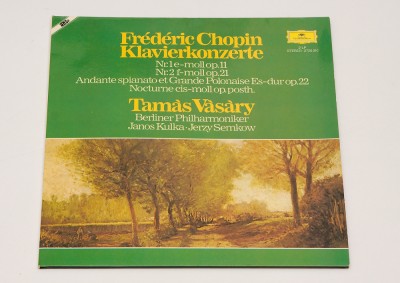 Frédéric Chopin
Klavierkonzerte
Nr.1 e-moll op.11
Nr.2 f-moll op.21
Andante spianato et Grande Polonaise Es-dur op.22
Nocturne cis-moll op.posth.
Tamás Vásáry
Berliner Philharmoniker
János Kulka · Jerzy Semkow